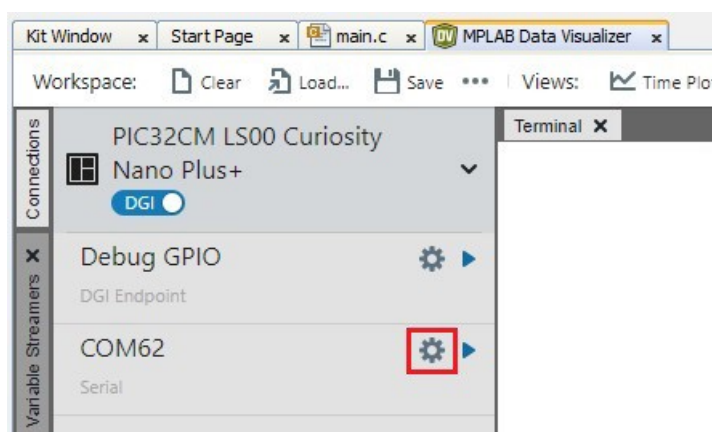 Kit Window x Start Page x main.c x MPLAB Data Visualizer x
Workspace: Clear Load... Save ••• Views: Time Plo
Connections
PIC32CM LS00 Curiosity
Nano Plus+
DGI
Terminal X
Variable Streamers X
Debug GPIO
DGI Endpoint
COM62
Serial